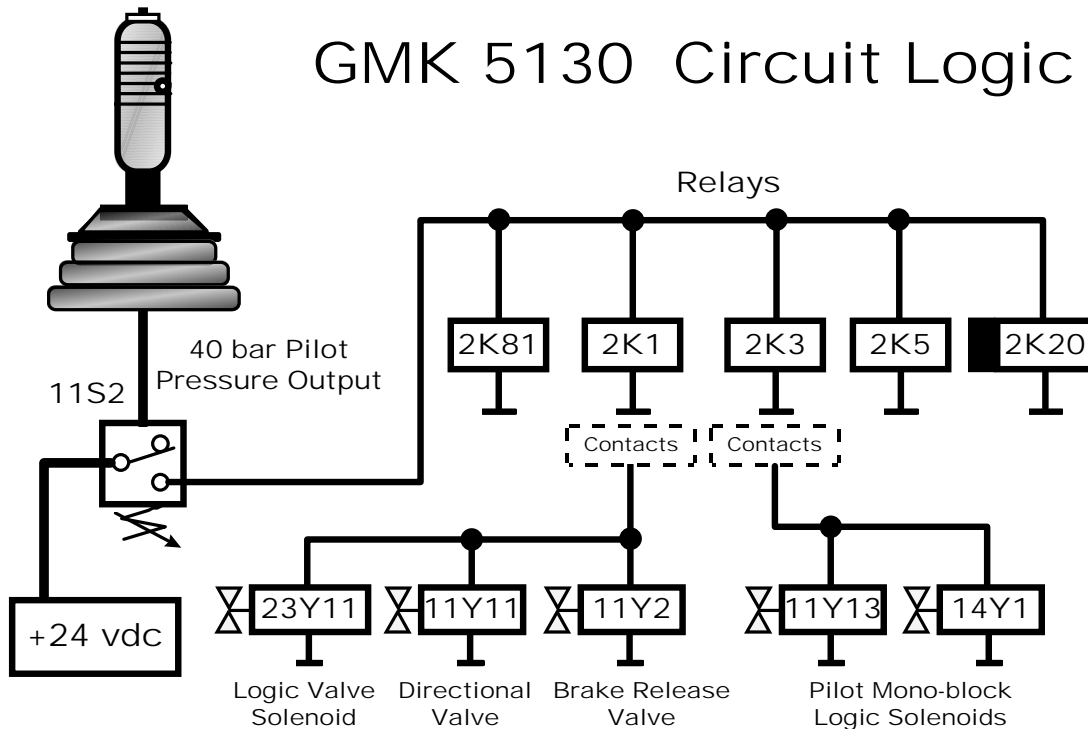 GMK 5130 Circuit Logic
Relays
2K81
2K1
2K3
2K5
2K20
40 bar Pilot
Pressure Output
11S2
Contacts
Contacts
+24 vdc
23Y11
11Y11
11Y2
11Y13
14Y1
Logic Valve
Solenoid
Directional
Valve
Brake Release
Valve
Pilot Mono-block
Logic Solenoids